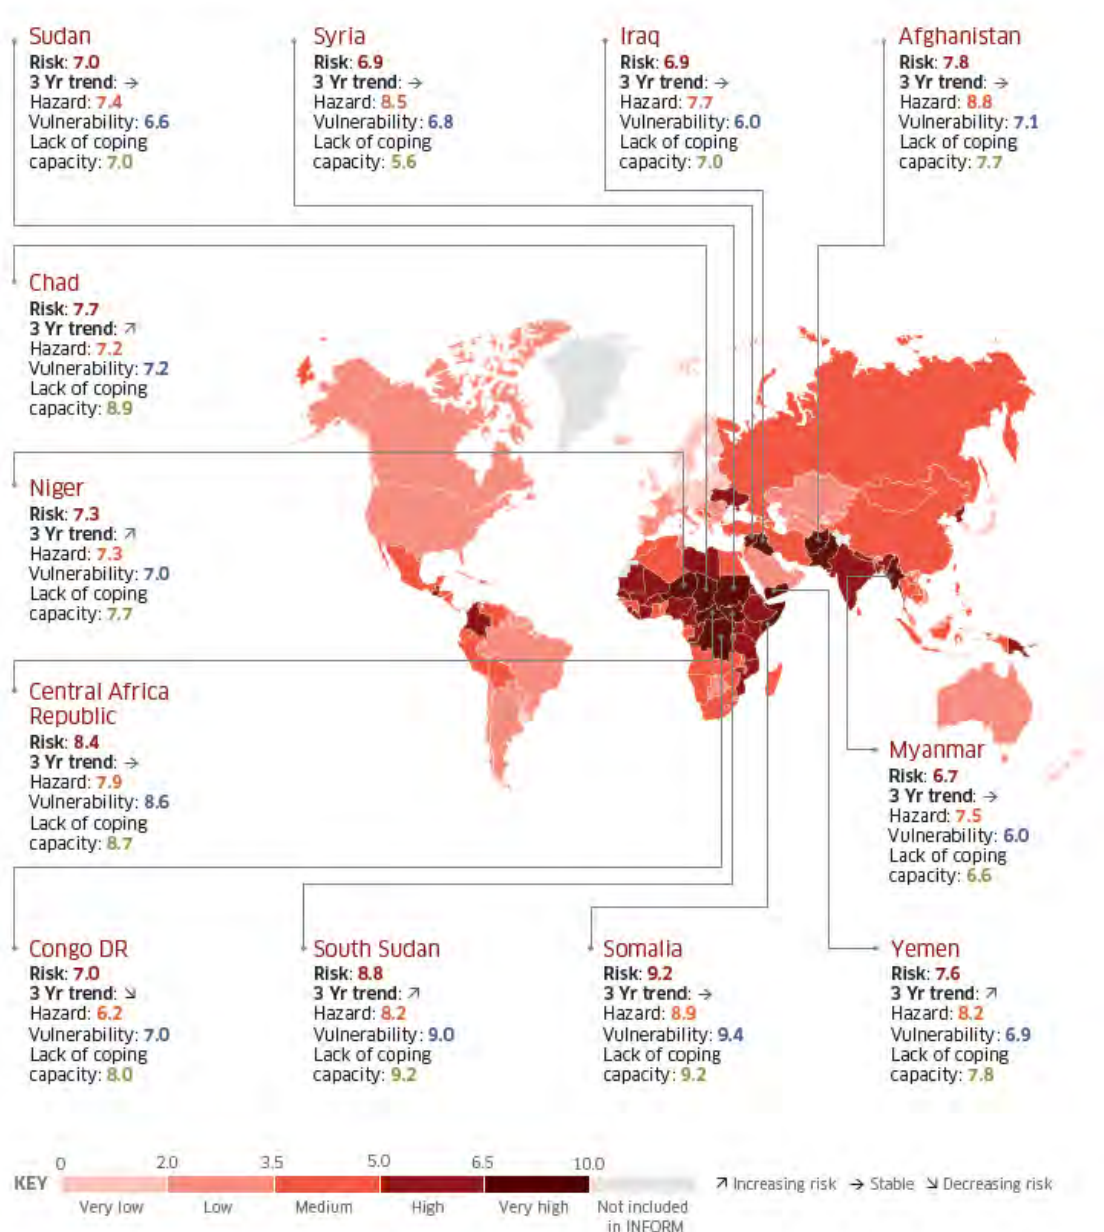 Sudan
Risk: 7.0
3 Yr trend: →
Hazard: 7.4
Vulnerability: 6.6
Lack of coping
capacity: 7.0
Syria
Risk: 6.9
3 Yr trend: →
Hazard: 8.5
Vulnerability: 6.8
Lack of coping
capacity: 5.6
Iraq
Risk: 6.9
3 Yr trend: →
Hazard: 7.7
Vulnerability: 6.0
Lack of coping
capacity: 7.0
Afghanistan
Risk: 7.8
3 Yr trend: →
Hazard: 8.8
Vulnerability: 7.1
Lack of coping
capacity: 7.7
Chad
Risk: 7.7
3 Yr trend: ↗
Hazard: 7.2
Vulnerability: 7.2
Lack of coping
capacity: 8.9
Niger
Risk: 7.3
3 Yr trend: ↗
Hazard: 7.3
Vulnerability: 7.0
Lack of coping
capacity: 7.7
Central Africa
Republic
Risk: 8.4
3 Yr trend: →
Hazard: 7.9
Vulnerability: 8.6
Lack of coping
capacity: 8.7
Myanmar
Risk: 6.7
3 Yr trend: →
Hazard: 7.5
Vulnerability: 6.0
Lack of coping
capacity: 6.6
Congo DR
Risk: 7.0
3 Yr trend: ↘
Hazard: 6.2
Vulnerability: 7.0
Lack of coping
capacity: 8.0
South Sudan
Risk: 8.8
3 Yr trend: ↗
Hazard: 8.2
Vulnerability: 9.0
Lack of coping
capacity: 9.2
Somalia
Risk: 9.2
3 Yr trend: →
Hazard: 8.9
Vulnerability: 9.4
Lack of coping
capacity: 9.2
Yemen
Risk: 7.6
3 Yr trend: ↗
Hazard: 8.2
Vulnerability: 6.9
Lack of coping
capacity: 7.8
0 2.0 3.5 5.0 6.5 10.0
KEY
↗ Increasing risk → Stable ↘ Decreasing risk
Very low Low Medium High Very high Not included
in INFORM